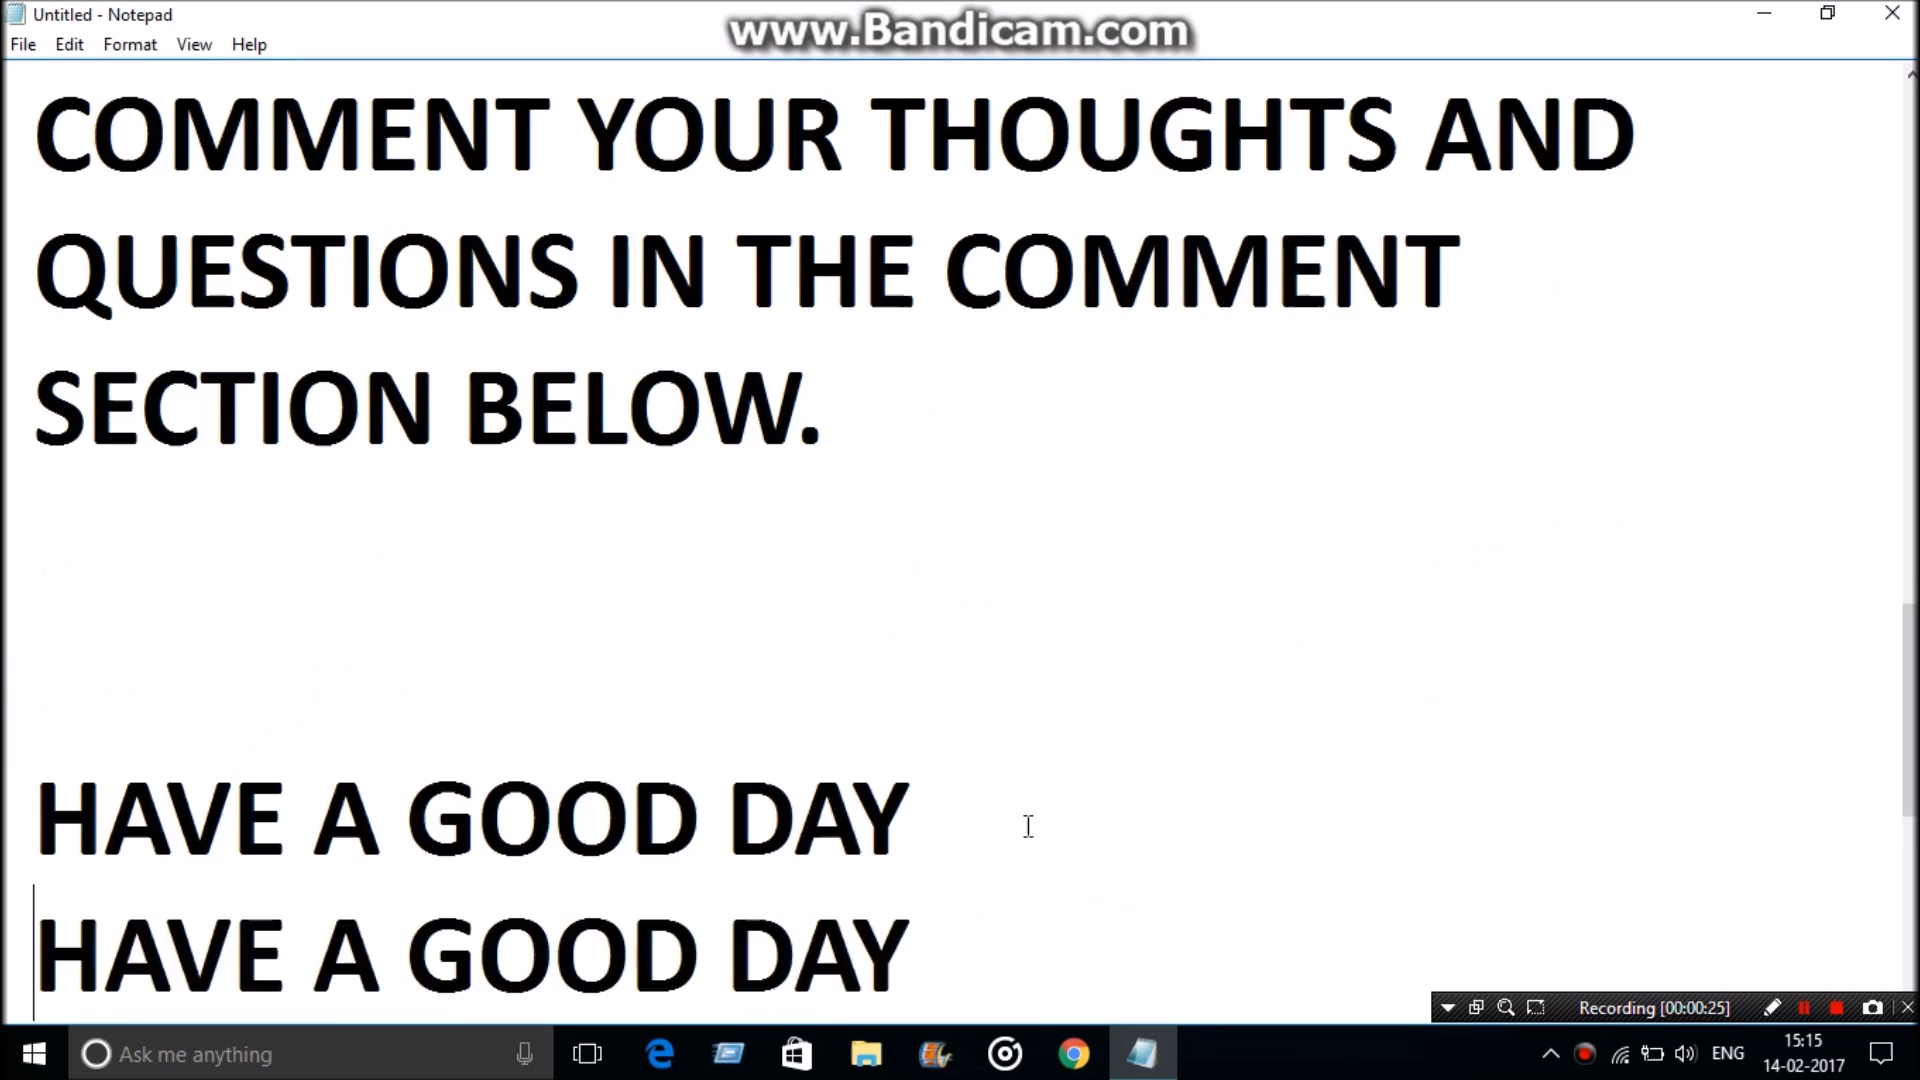 Untitled - Notepad
www.Bandicam.com
File Edit Format View Help
COMMENT YOUR THOUGHTS AND
QUESTIONS IN THE COMMENT
SECTION BELOW.
HAVE A GOOD DAY
HAVE A GOOD DAY
Recording [00:00:25]
Ask me anything
ENG
15:15
14-02-2017